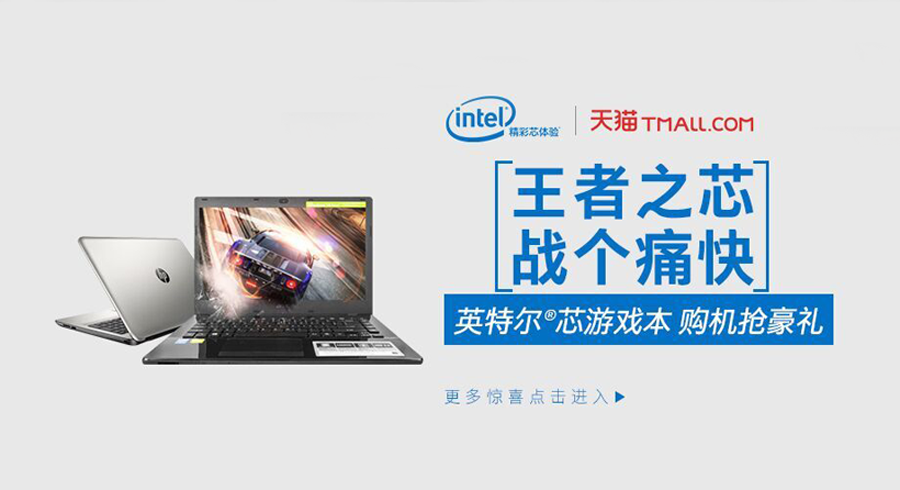 intel 精彩芯体验
天猫 TMALL.COM
王者之芯
战个痛快
英特尔®芯游戏本 购机抢豪礼
更多惊喜点击进入▶
hp